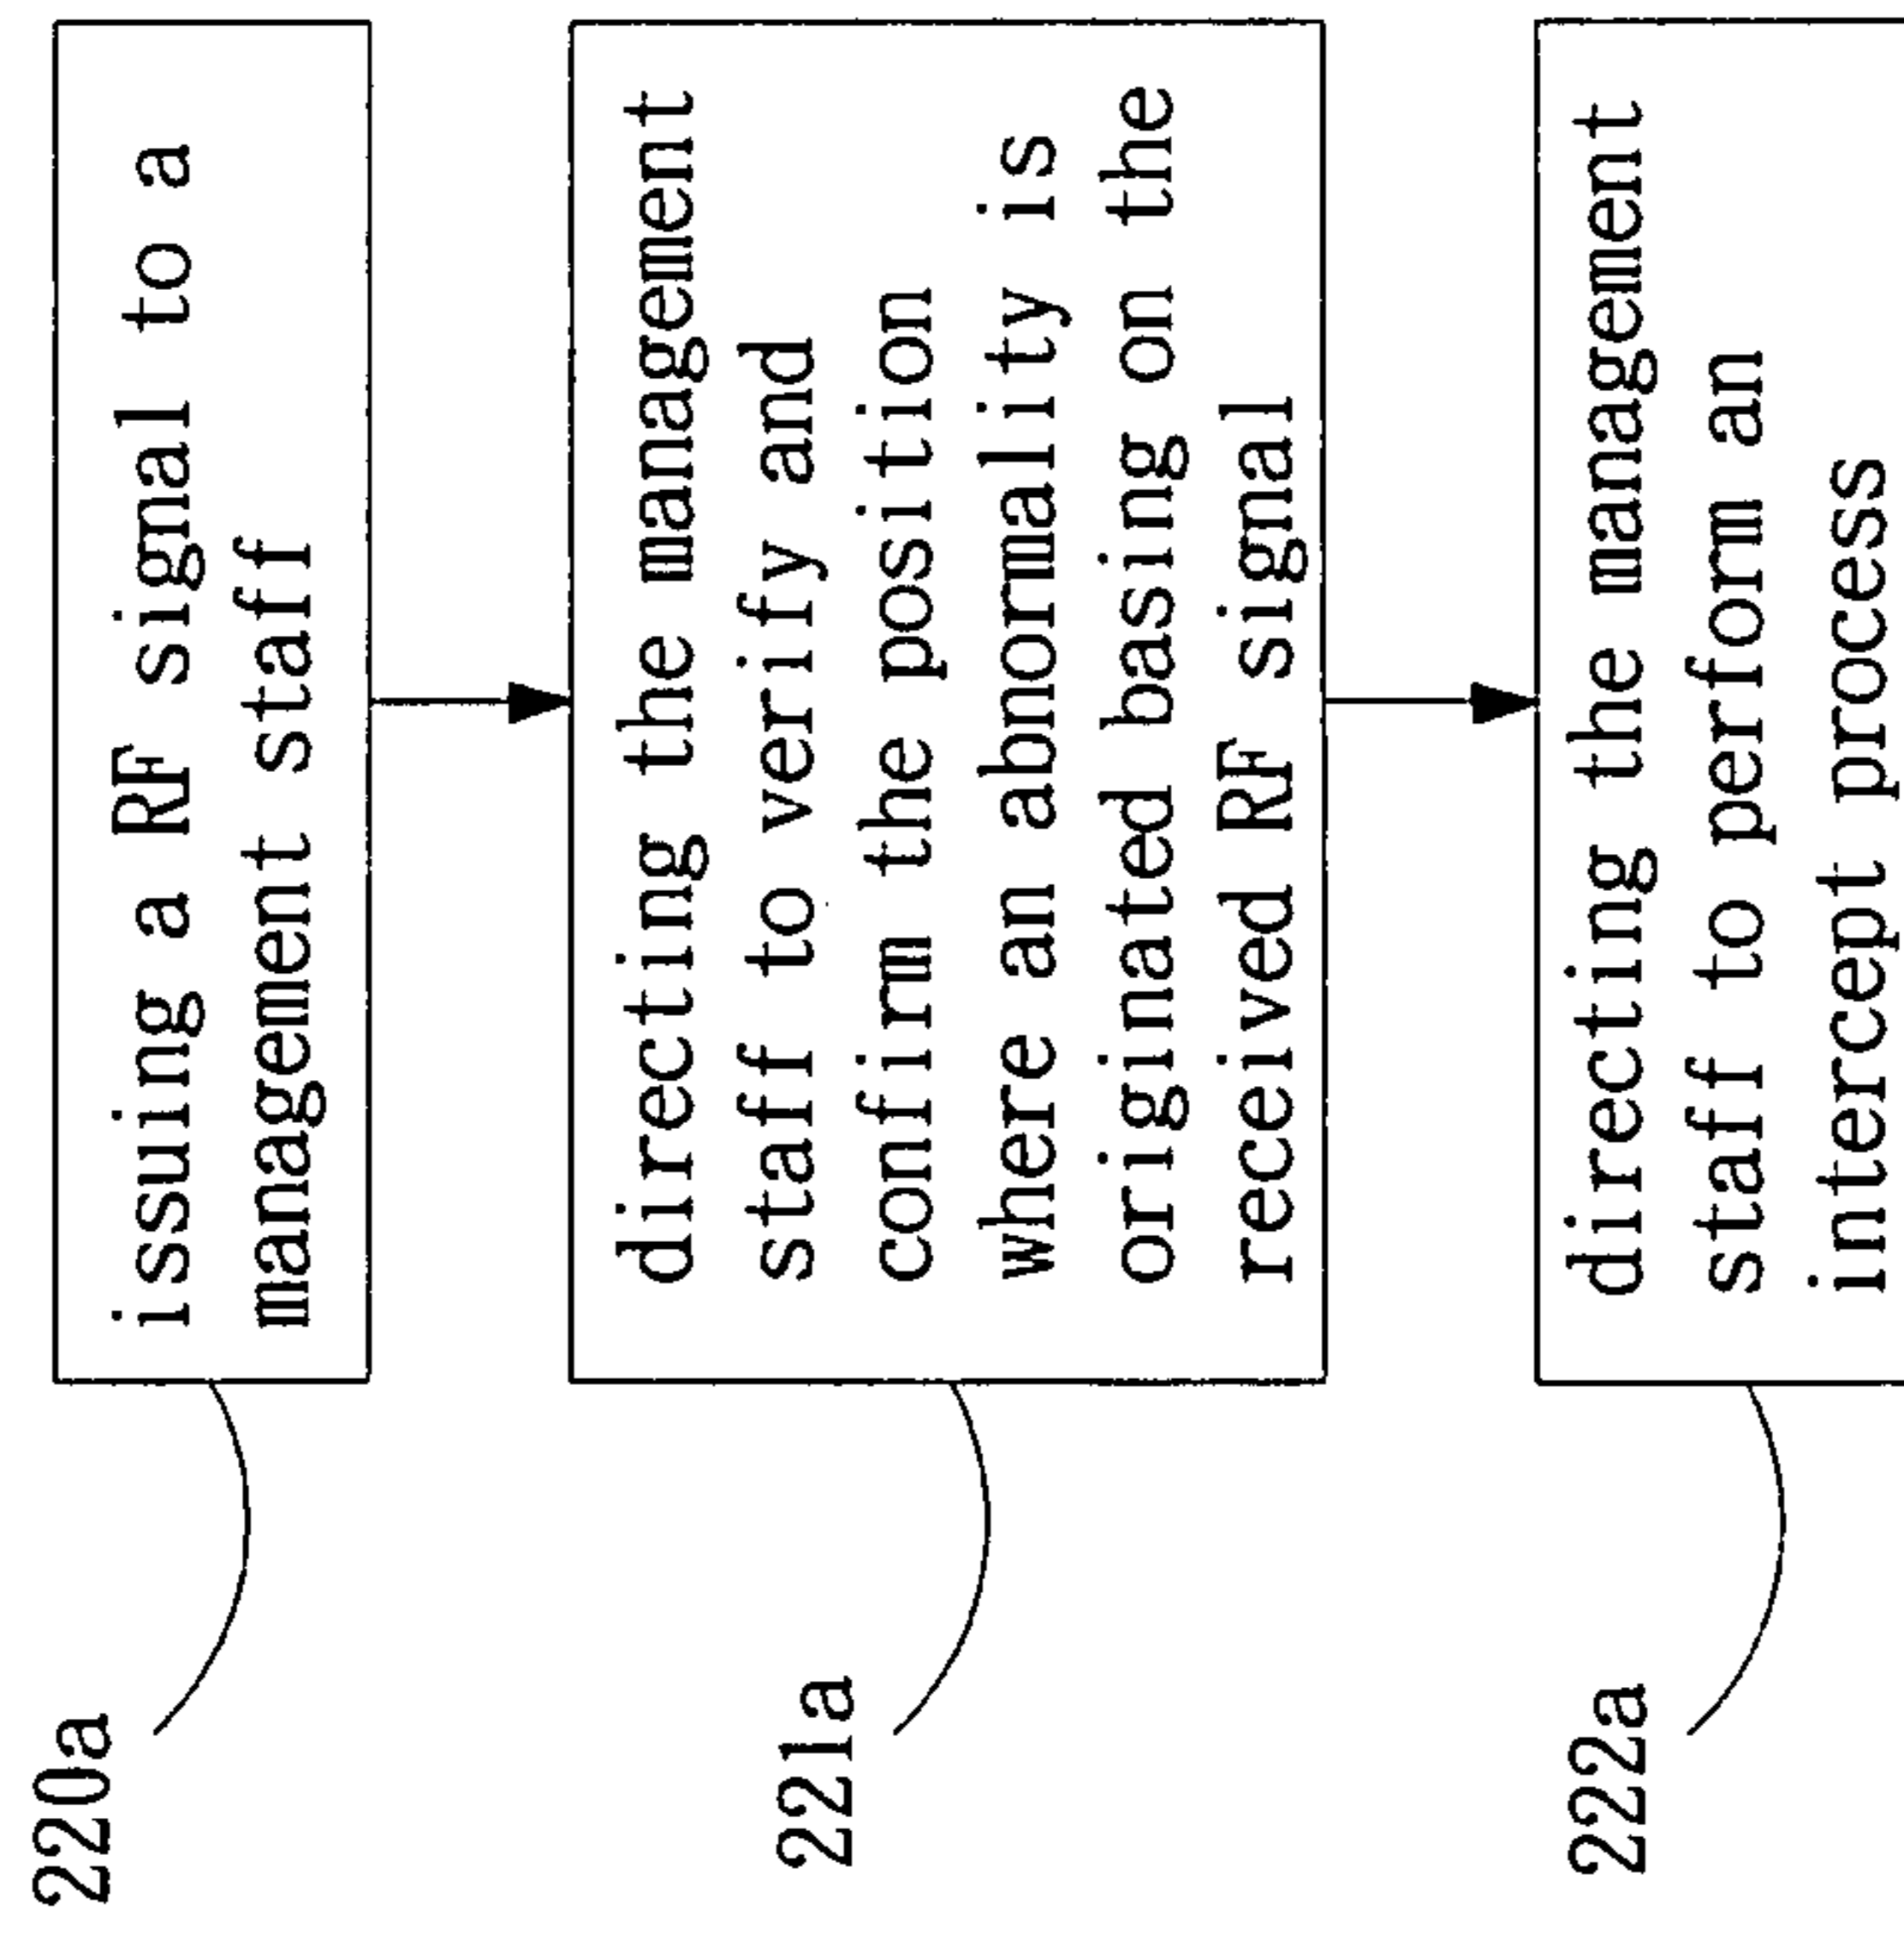 220a
issuing a RF signal to a
management staff
221a
directing the management
staff to verify and
confirm the position
where an abnormality is
originated basing on the
received RF signal
222a
directing the management
staff to perform an
intercept process